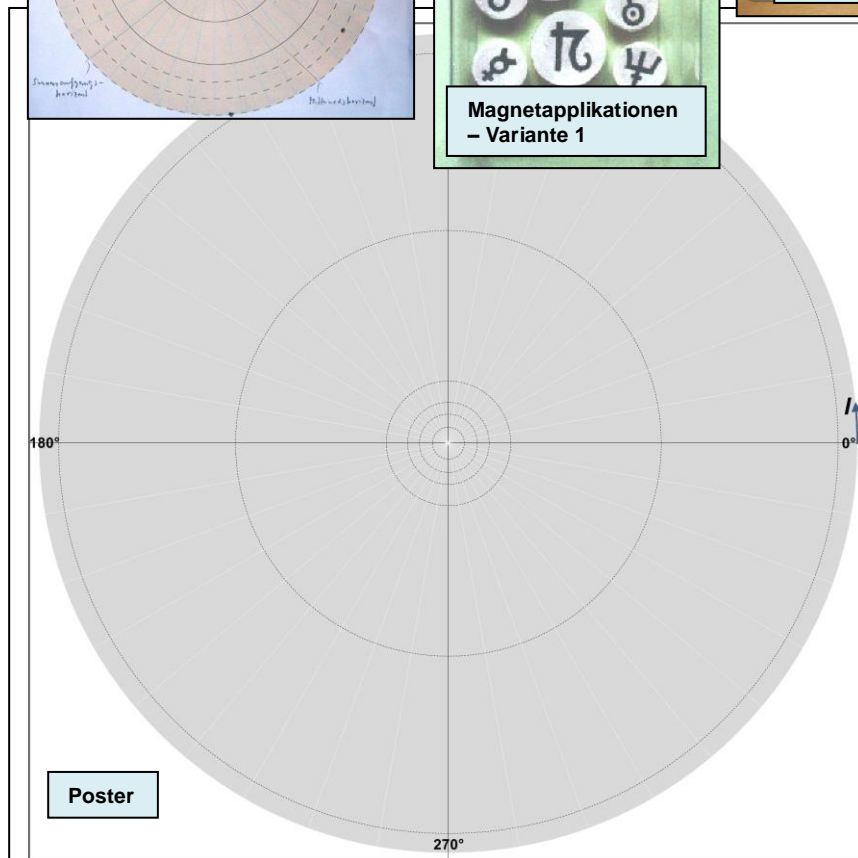 Magnetapplikationen
– Variante 1
l
180°
0°
Poster
270°